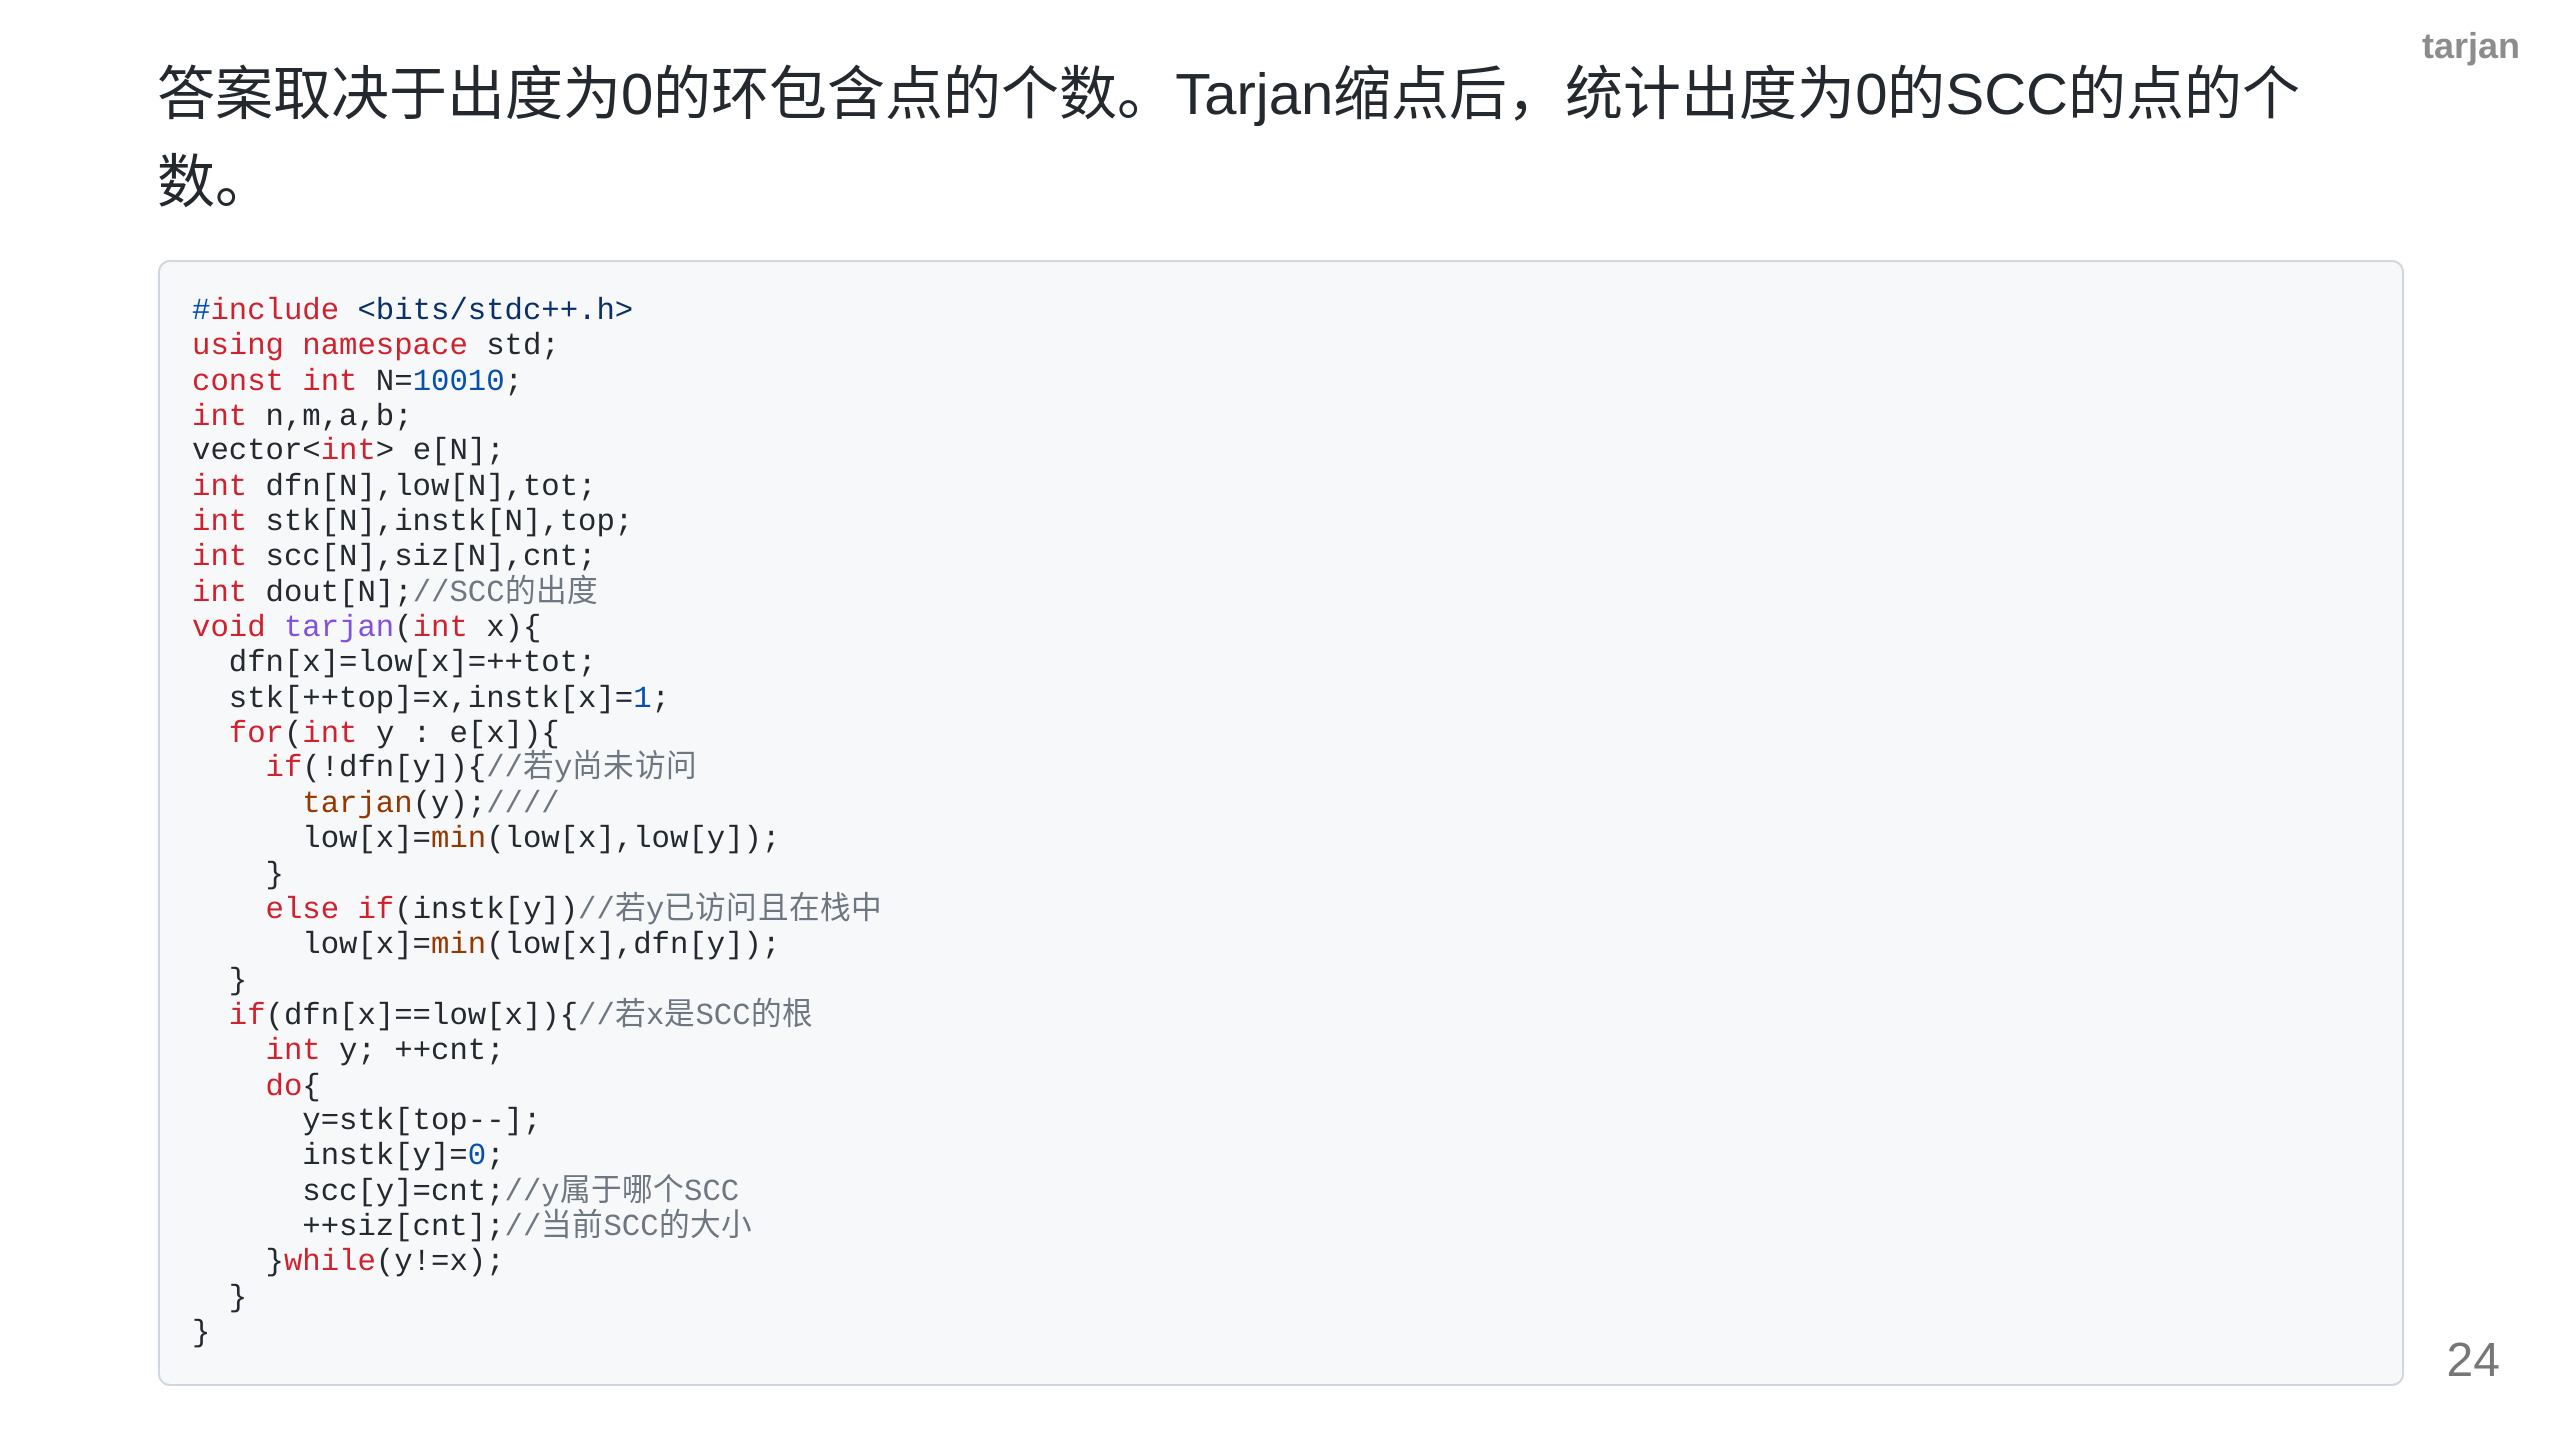 tarjan
答案取决于出度为0的环包含点的个数。Tarjan缩点后，统计出度为0的SCC的点的个
数。
#include <bits/stdc++.h>
using namespace std;
const int N=10010;
int n,m,a,b;
vector<int> e[N];
int dfn[N],low[N],tot;
int stk[N],instk[N],top;
int scc[N],siz[N],cnt;
int dout[N];//SCC的出度
void tarjan(int x){
  dfn[x]=low[x]=++tot;
  stk[++top]=x,instk[x]=1;
  for(int y : e[x]){
    if(!dfn[y]){//若y尚未访问
      tarjan(y);////
      low[x]=min(low[x],low[y]);
    }
    else if(instk[y])//若y已访问且在栈中
      low[x]=min(low[x],dfn[y]);
  }
  if(dfn[x]==low[x]){//若x是SCC的根
    int y; ++cnt;
    do{
      y=stk[top--];
      instk[y]=0;
      scc[y]=cnt;//y属于哪个SCC
      ++siz[cnt];//当前SCC的大小
    }while(y!=x);
  }
}
24